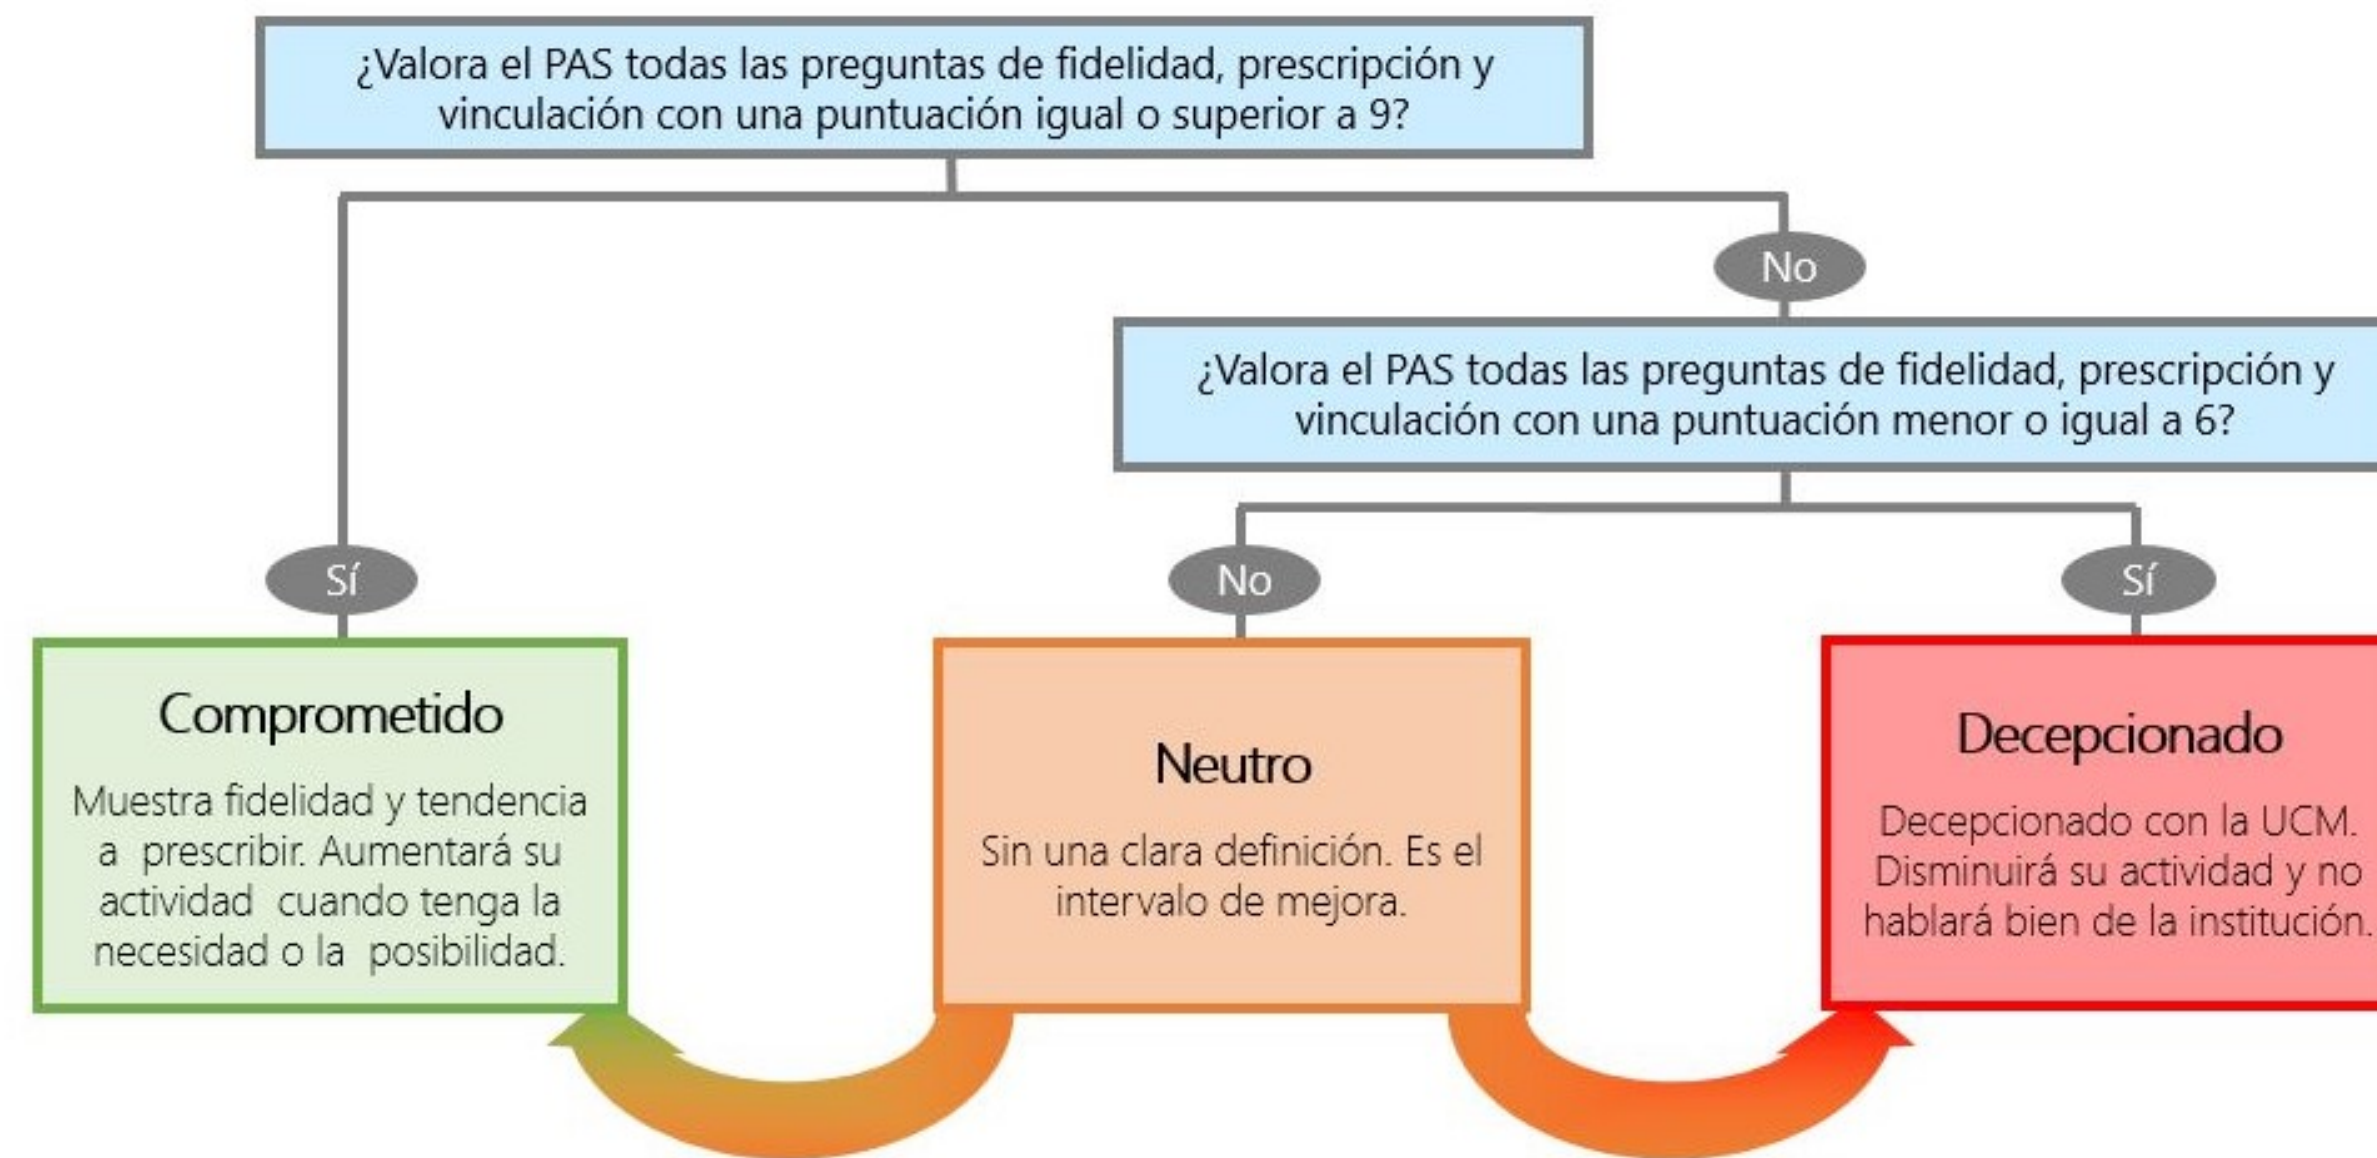 ¿Valora el PAS todas las preguntas de fidelidad, prescripción y
vinculación con una puntuación igual o superior a 9?
No
¿Valora el PAS todas las preguntas de fidelidad, prescripción y
vinculación con una puntuación menor o igual a 6?
Sí
No
Sí
Comprometido
Muestra fidelidad y tendencia
a prescribir. Aumentará su
actividad cuando tenga la
necesidad o la posibilidad.
Neutro
Sin una clara definición. Es el
intervalo de mejora.
Decepcionado
Decepcionado con la UCM.
Disminuirá su actividad y no
hablará bien de la institución.